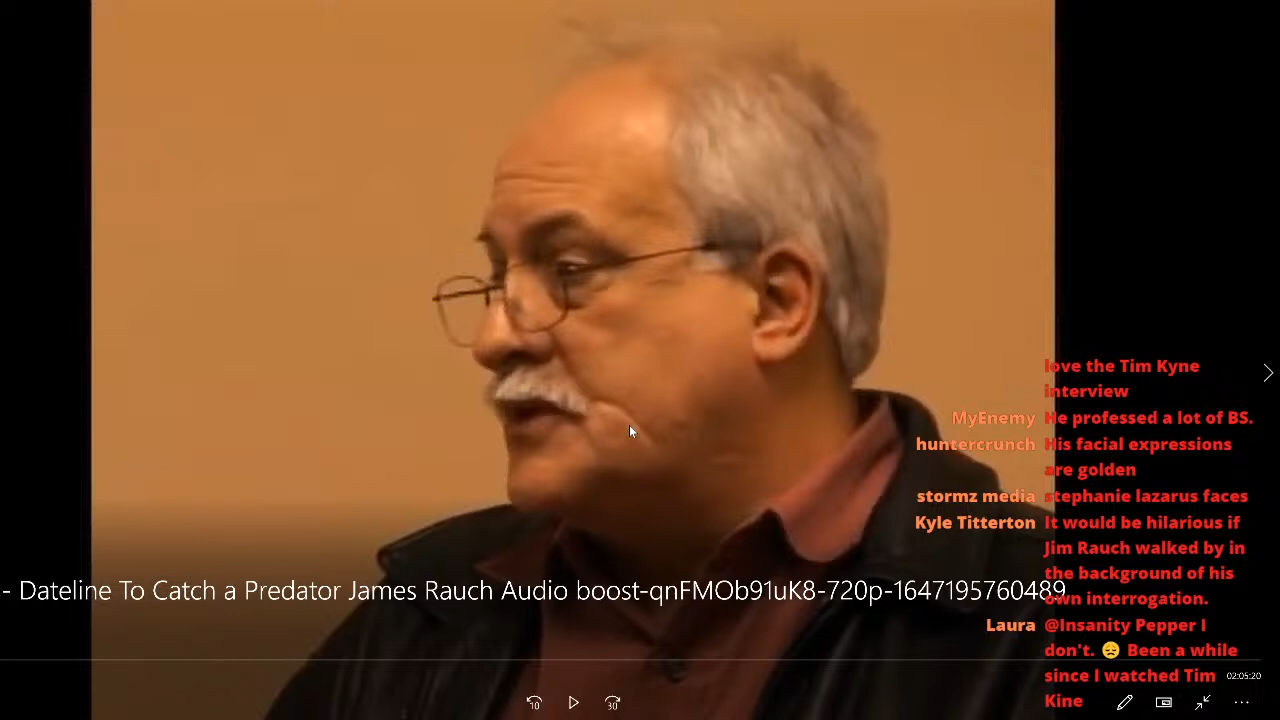 love the Tim Kyne
interview
MyEnemy He professed a lot of BS.
huntercrunch His facial expressions
are golden
stormz media stephanie lazarus faces
Kyle Titterton It would be hilarious if
Jim Rauch walked by in
the background of his
- Dateline To Catch a Predator James Rauch Audio boost-qnFMOb91uK8-720p-1647195760489
own interrogation.
Laura @Insanity Pepper I
don't. 😞 Been a while
since I watched Tim
02:05:20
Kine
10
30